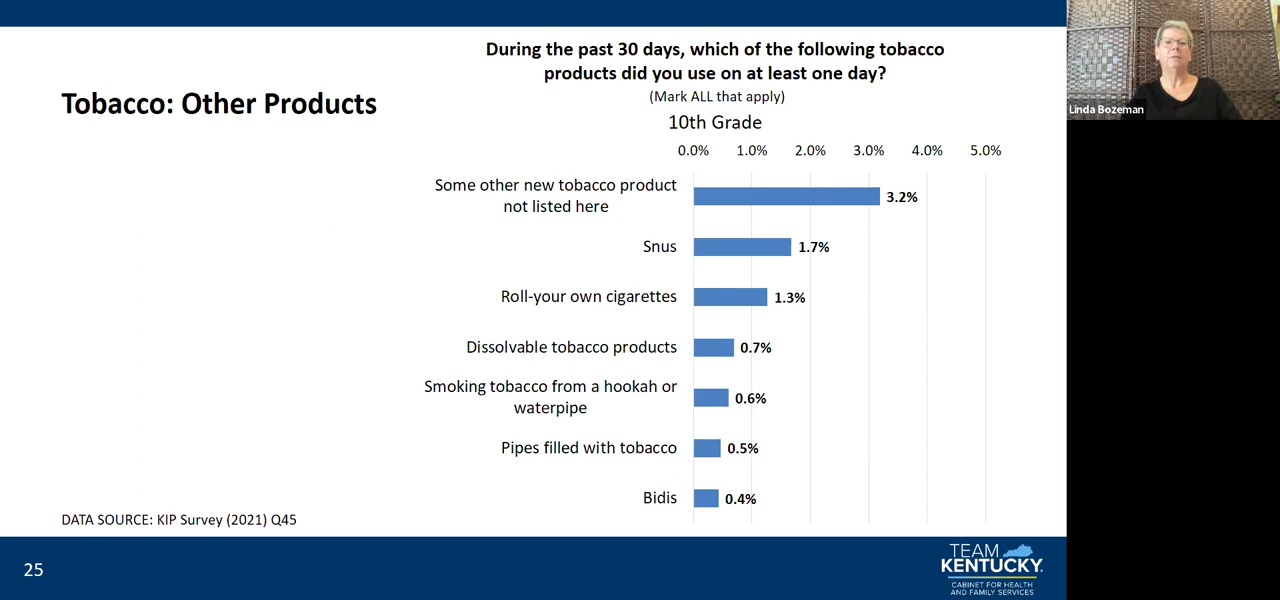 During the past 30 days, which of the following tobacco
products did you use on at least one day?
(Mark ALL that apply)
Tobacco: Other Products
10th Grade
0.0% 1.0% 2.0% 3.0% 4.0% 5.0%
Some other new tobacco product
not listed here
3.2%
Snus
1.7%
Roll-your own cigarettes
1.3%
Dissolvable tobacco products
0.7%
Smoking tobacco from a hookah or
waterpipe
0.6%
Pipes filled with tobacco
0.5%
Bidis
0.4%
DATA SOURCE: KIP Survey (2021) Q45
25
TEAM
KENTUCKY.
CABINET FOR HEALTH
AND FAMILY SERVICES
Linda Bozeman